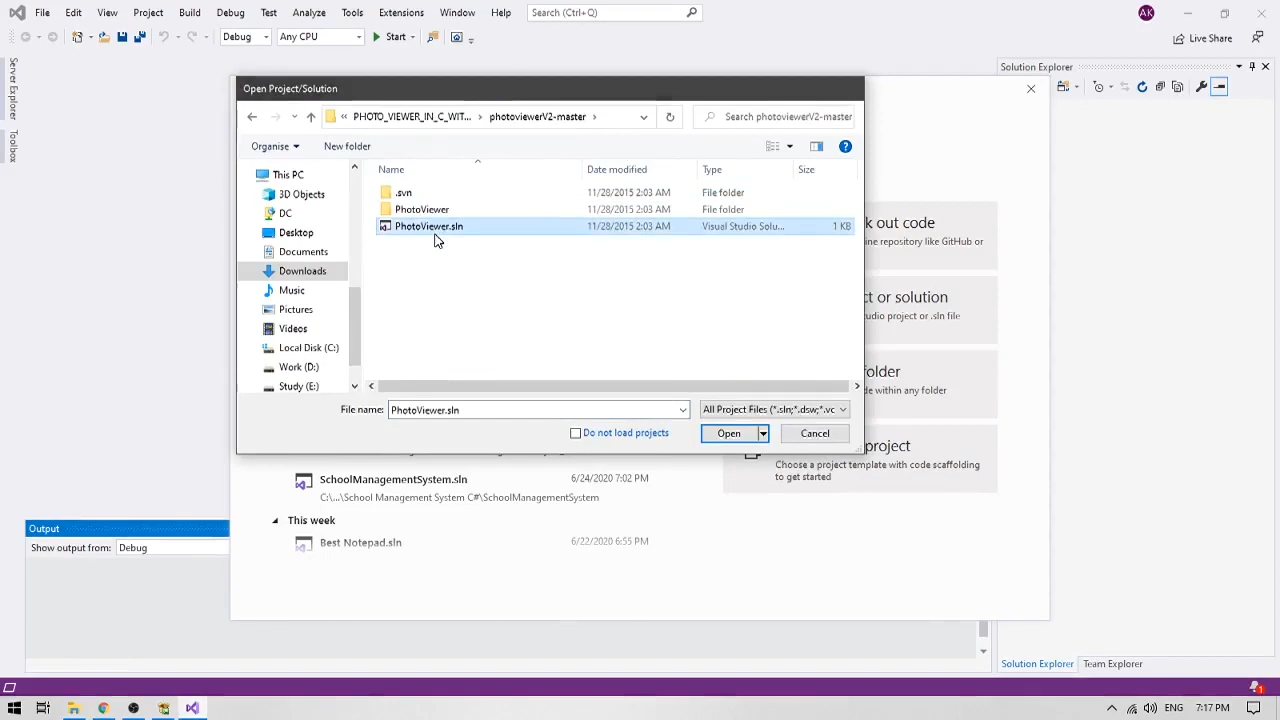 File Edit View Project Build Debug Test Analyze Tools Extensions Window Help Search (Ctrl+Q) AK
Debug Any CPU Start Live Share
Server Explorer
Toolbox
Solution Explorer
Open Project/Solution
« PHOTO_VIEWER_IN_C_WIT... › photoviewerV2-master › Search photoviewerV2-master
Organise New folder
Name Date modified Type Size
This PC
3D Objects
DC
Desktop
Documents
Downloads
Music
Pictures
Videos
Local Disk (C:)
Work (D:)
Study (E:)
.svn 11/28/2015 2:03 AM File folder
PhotoViewer 11/28/2015 2:03 AM File folder
PhotoViewer.sln 11/28/2015 2:03 AM Visual Studio Solu... 1 KB
File name: PhotoViewer.sln All Project Files (*.sln;*.dsw;*.vc
Do not load projects Open Cancel
k out code
ne repository like GitHub or
ct or solution
udio project or .sln file
folder
de within any folder
project
Choose a project template with code scaffolding
to get started
SchoolManagementSystem.sln 6/24/2020 7:02 PM
C:\...\School Management System C#\SchoolManagementSystem
This week
Best Notepad.sln 6/22/2020 6:55 PM
Output
Show output from: Debug
Solution Explorer Team Explorer
1
ENG 7:17 PM